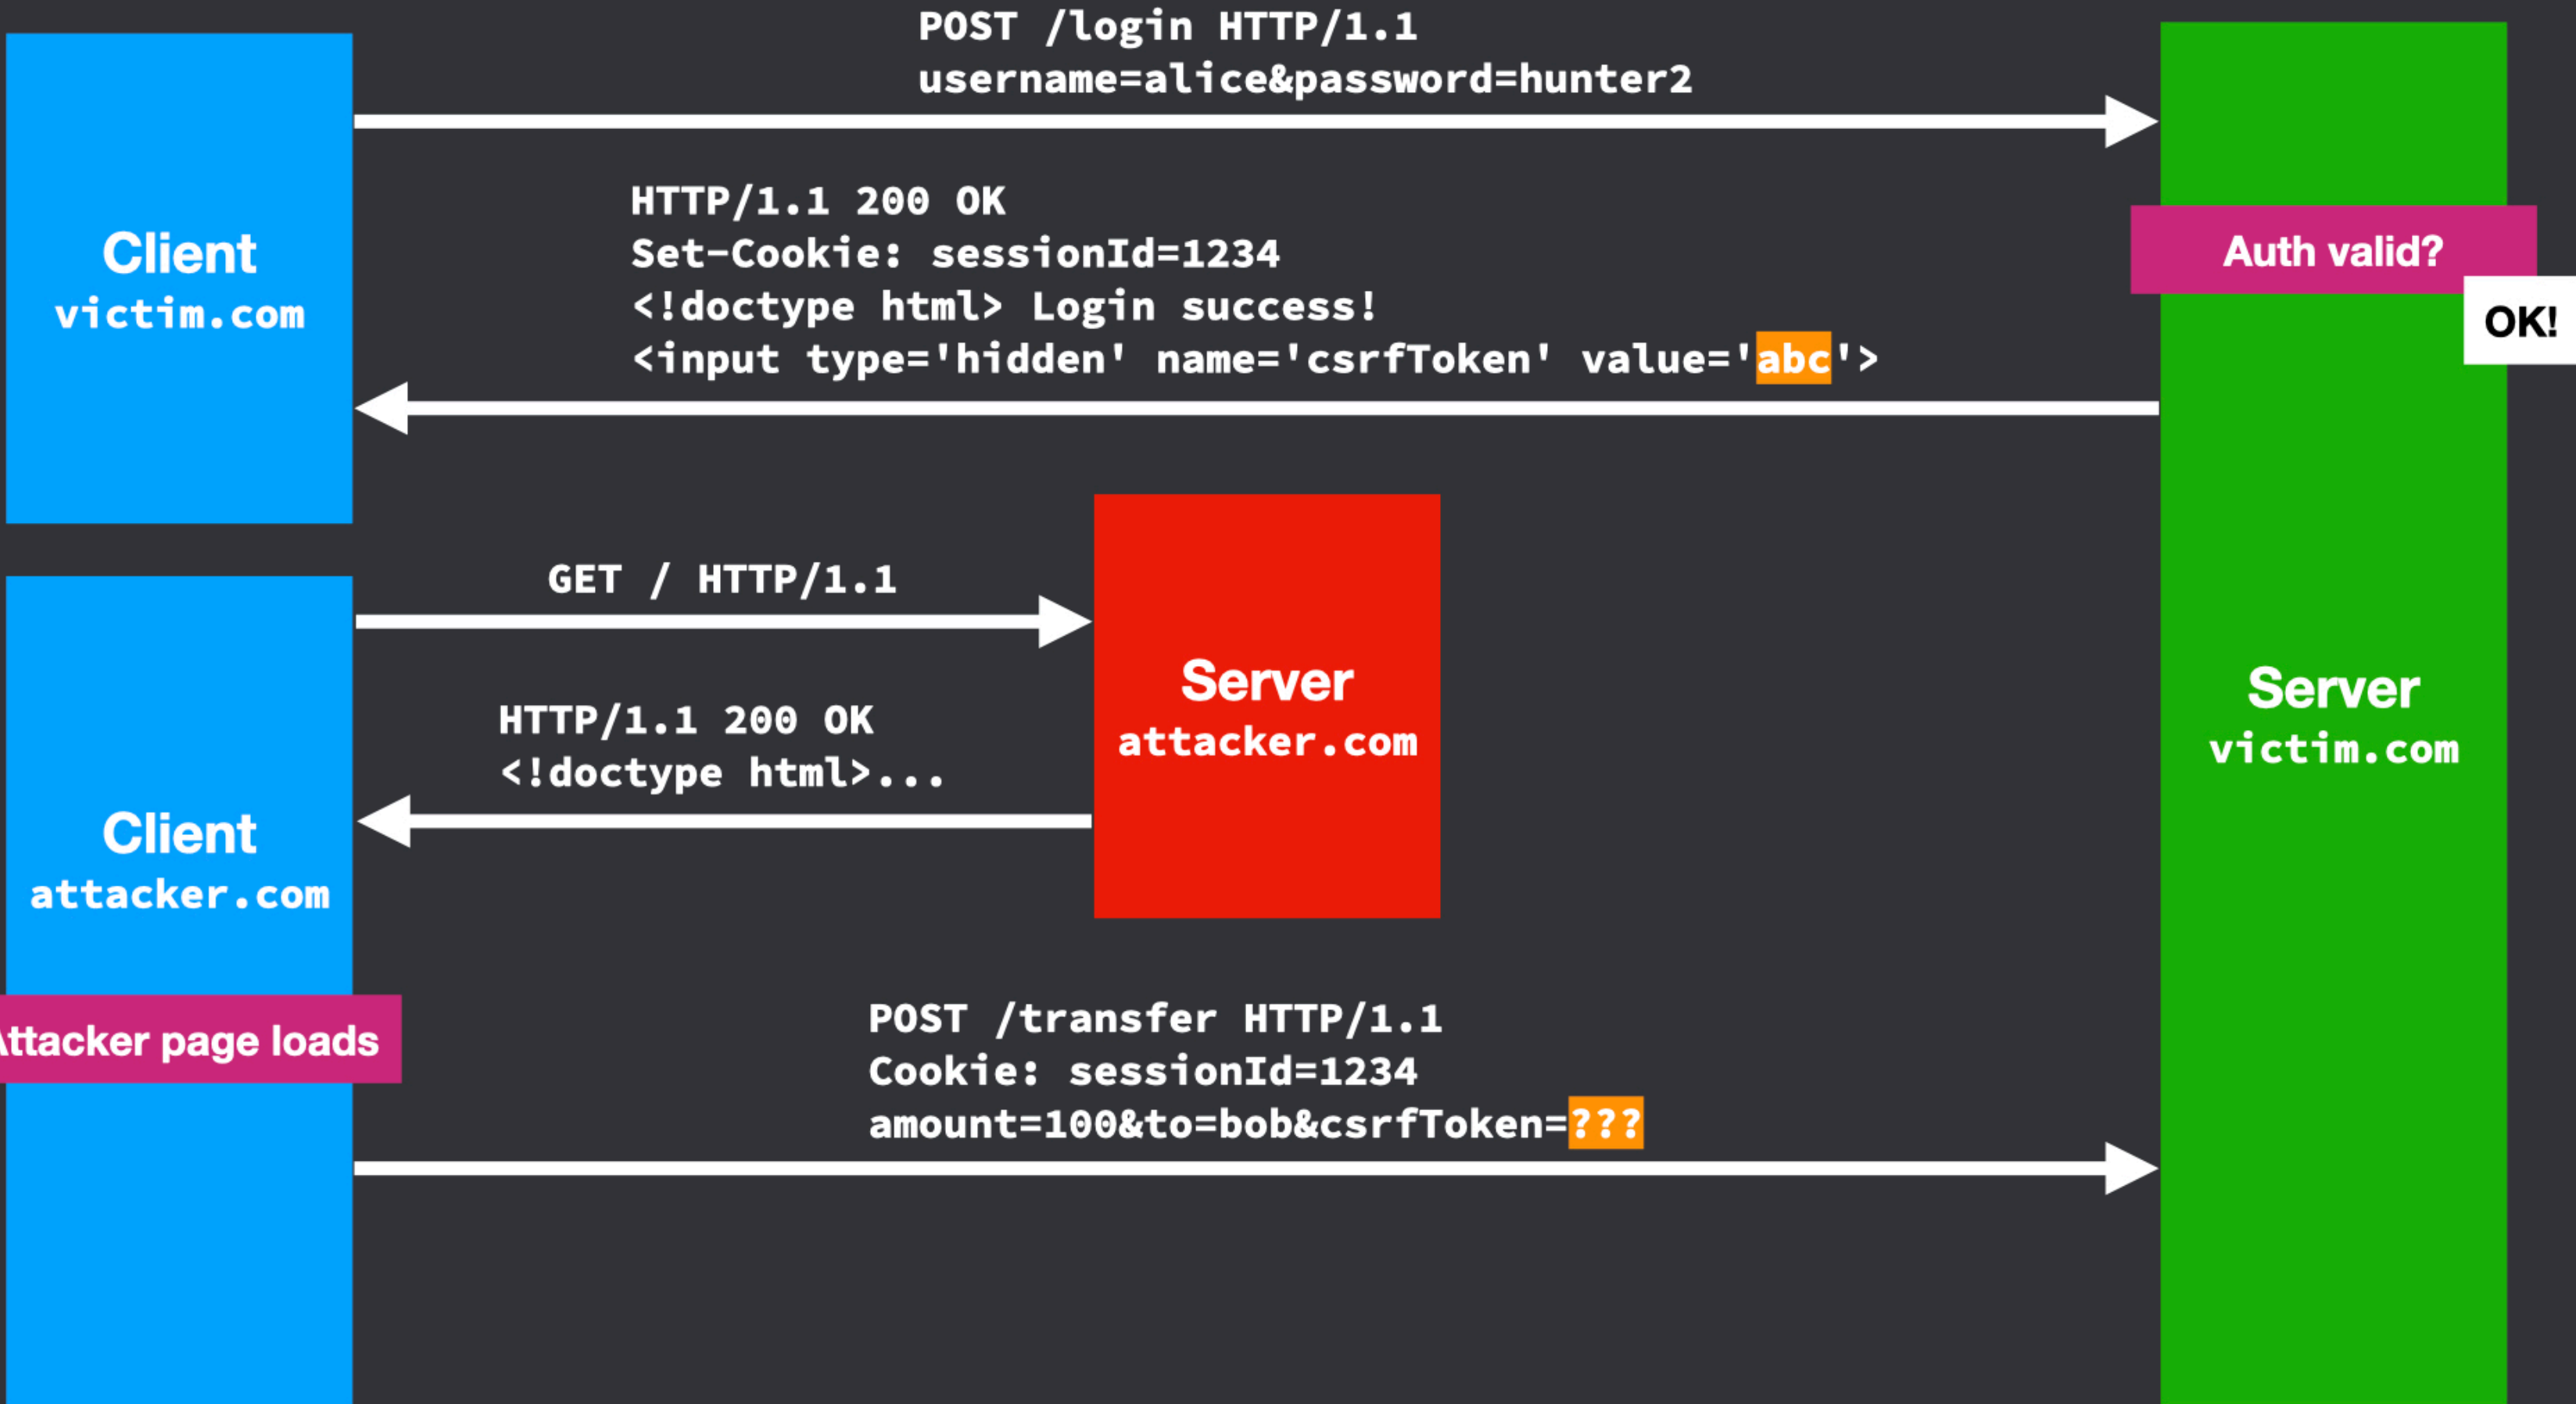 POST /login HTTP/1.1
username=alice&password=hunter2
Client
victim.com
HTTP/1.1 200 OK
Set-Cookie: sessionId=1234
<!doctype html> Login success!
<input type='hidden' name='csrfToken' value='abc'>
Auth valid?
OK!
GET / HTTP/1.1
HTTP/1.1 200 OK
<!doctype html>...
Server
attacker.com
Server
victim.com
Client
attacker.com
Attacker page loads
POST /transfer HTTP/1.1
Cookie: sessionId=1234
amount=100&to=bob&csrfToken=???